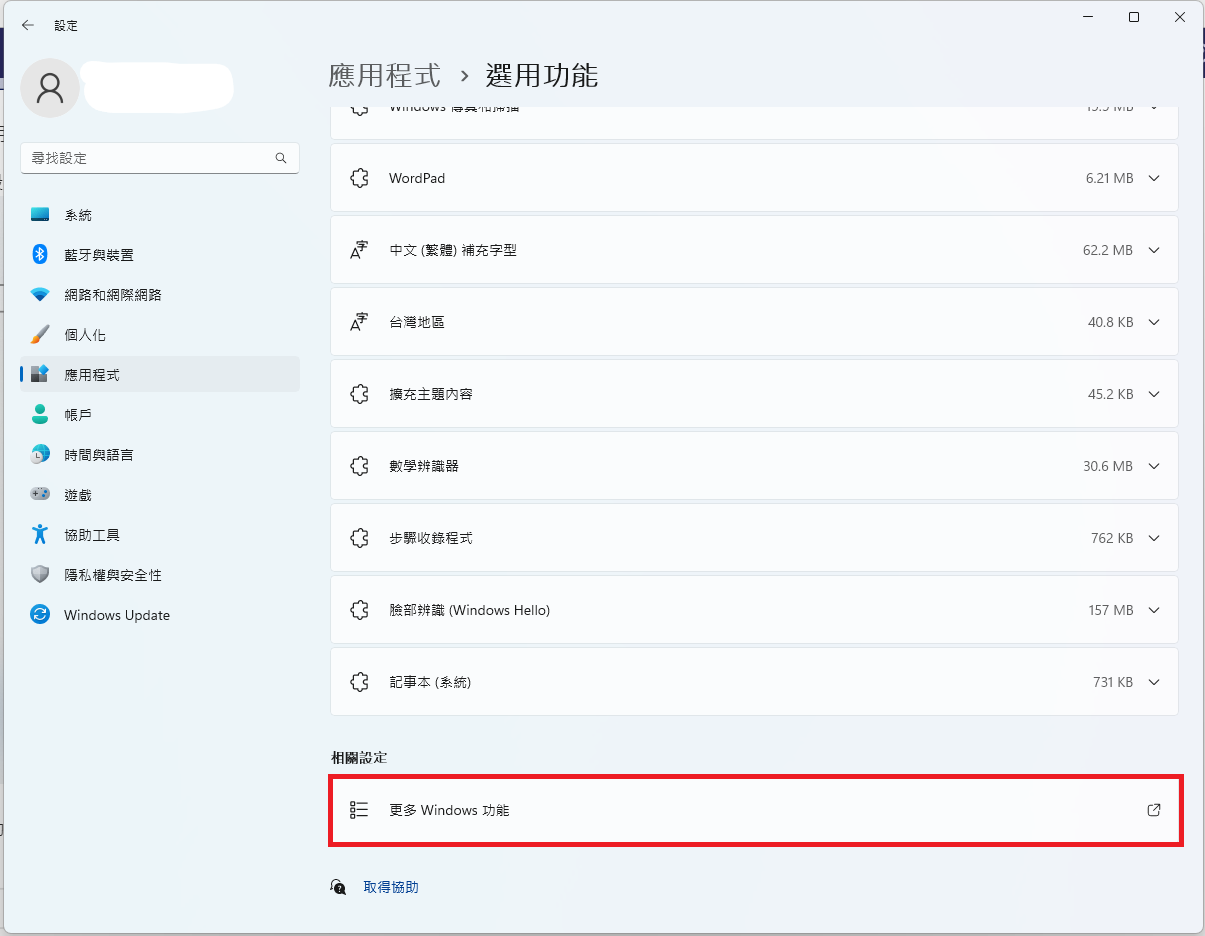 設定
應用程式 › 選用功能
尋找設定
系統
藍牙與裝置
網路和網際網路
個人化
應用程式
帳戶
時間與語言
遊戲
協助工具
隱私權與安全性
Windows Update
Windows 傳真和掃描
WordPad 6.21 MB
中文 (繁體) 補充字型 62.2 MB
台灣地區 40.8 KB
擴充主題內容 45.2 KB
數學辨識器 30.6 MB
步驟收錄程式 762 KB
臉部辨識 (Windows Hello) 157 MB
記事本 (系統) 731 KB
相關設定
更多 Windows 功能
取得協助